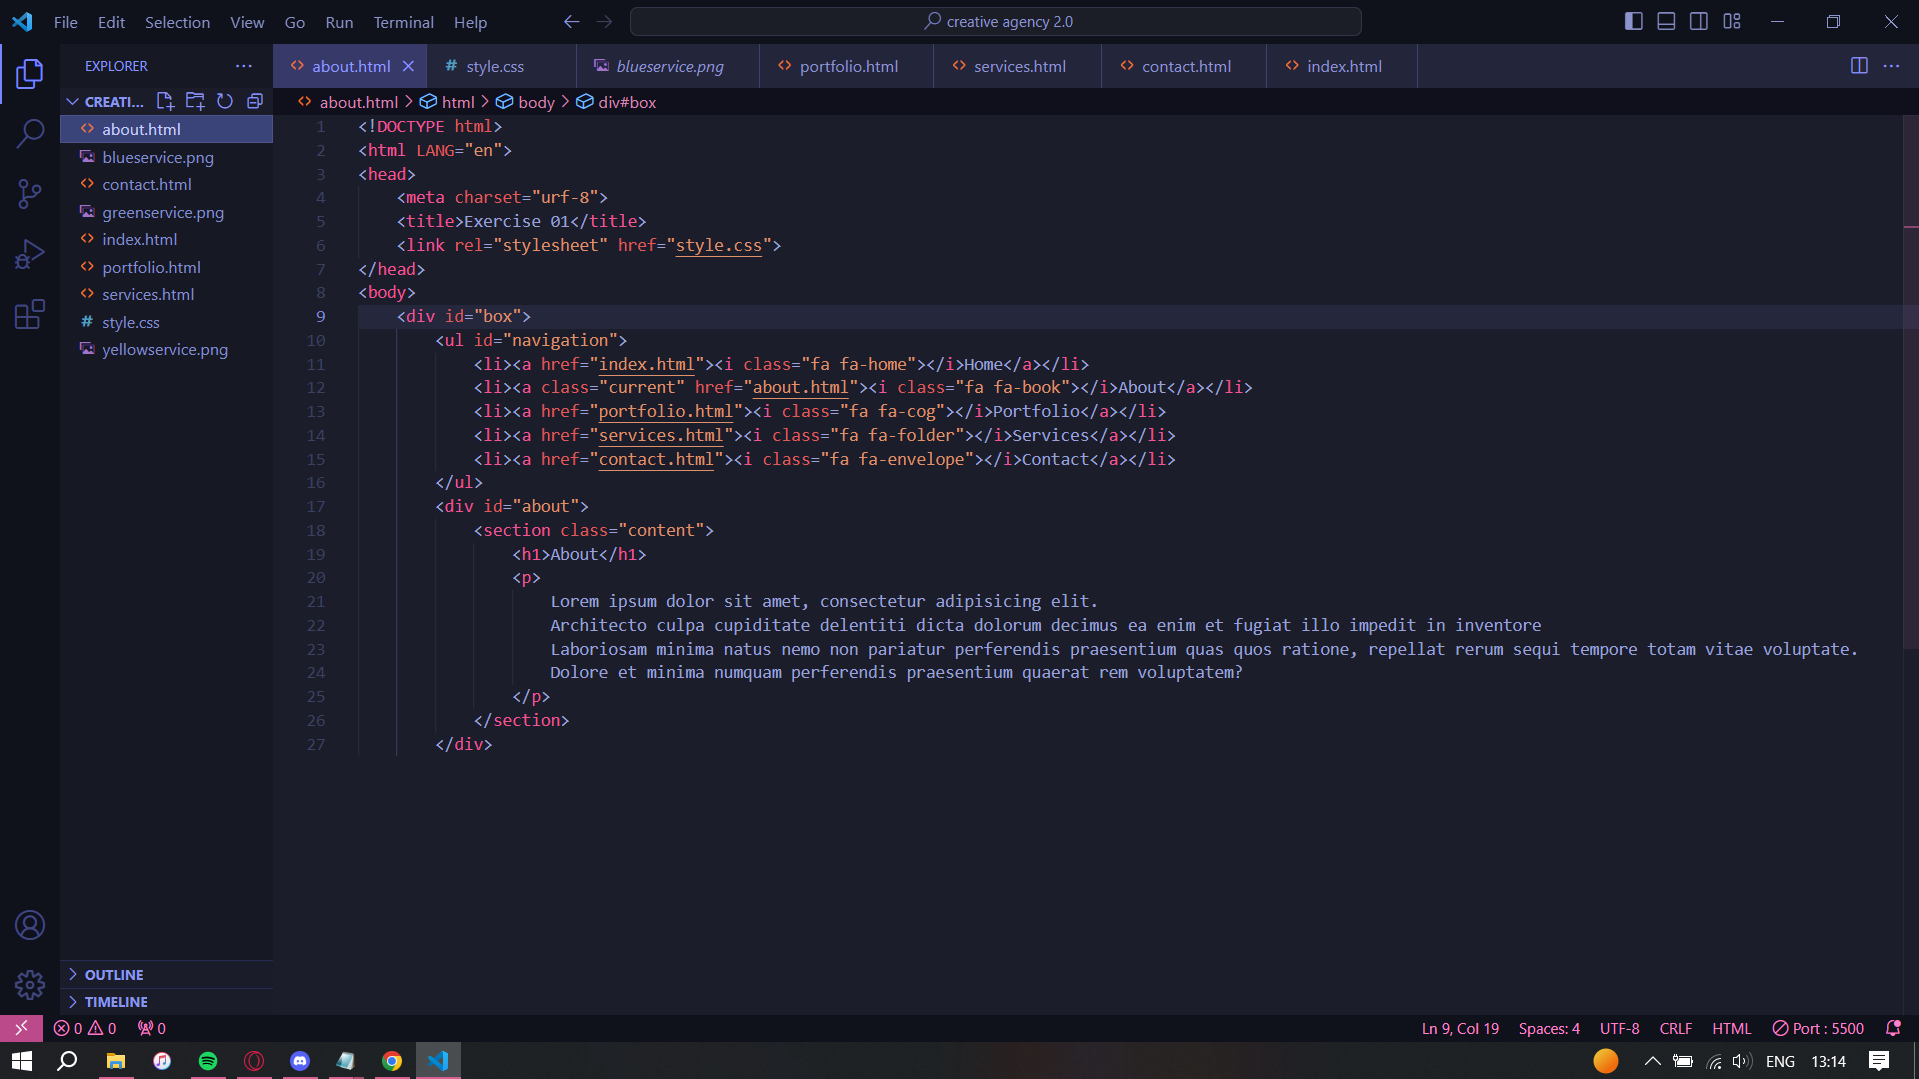 File Edit Selection View Go Run Terminal Help
creative agency 2.0
EXPLORER
about.html
style.css
blueservice.png
portfolio.html
services.html
contact.html
index.html
CREATI...
about.html
blueservice.png
contact.html
greenservice.png
index.html
portfolio.html
services.html
style.css
yellowservice.png
OUTLINE
TIMELINE
about.html > html > body > div#box
1 <!DOCTYPE html>
2 <html LANG="en">
3 <head>
4 <meta charset="urf-8">
5 <title>Exercise 01</title>
6 <link rel="stylesheet" href="style.css">
7 </head>
8 <body>
9 <div id="box">
10 <ul id="navigation">
11 <li><a href="index.html"><i class="fa fa-home"></i>Home</a></li>
12 <li><a class="current" href="about.html"><i class="fa fa-book"></i>About</a></li>
13 <li><a href="portfolio.html"><i class="fa fa-cog"></i>Portfolio</a></li>
14 <li><a href="services.html"><i class="fa fa-folder"></i>Services</a></li>
15 <li><a href="contact.html"><i class="fa fa-envelope"></i>Contact</a></li>
16 </ul>
17 <div id="about">
18 <section class="content">
19 <h1>About</h1>
20 <p>
21 Lorem ipsum dolor sit amet, consectetur adipisicing elit.
22 Architecto culpa cupiditate delentiti dicta dolorum decimus ea enim et fugiat illo impedit in inventore
23 Laboriosam minima natus nemo non pariatur perferendis praesentium quas quos ratione, repellat rerum sequi tempore totam vitae voluptate.
24 Dolore et minima numquam perferendis praesentium quaerat rem voluptatem?
25 </p>
26 </section>
27 </div>
0 0 0
Ln 9, Col 19 Spaces: 4 UTF-8 CRLF HTML Port : 5500
ENG 13:14